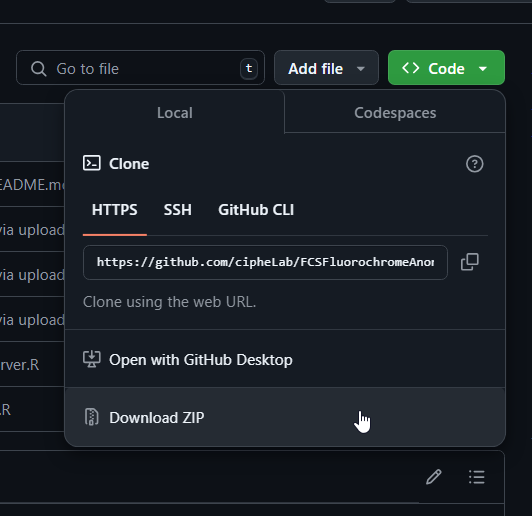 Go to file
t
Add file
Code
Local
Codespaces
Clone
?
HTTPS
SSH
GitHub CLI
https://github.com/cipheLab/FCSFluorochromeAnon
Clone using the web URL.
Open with GitHub Desktop
Download ZIP
EADME.m
via upload
via upload
via upload
rver.R
.R